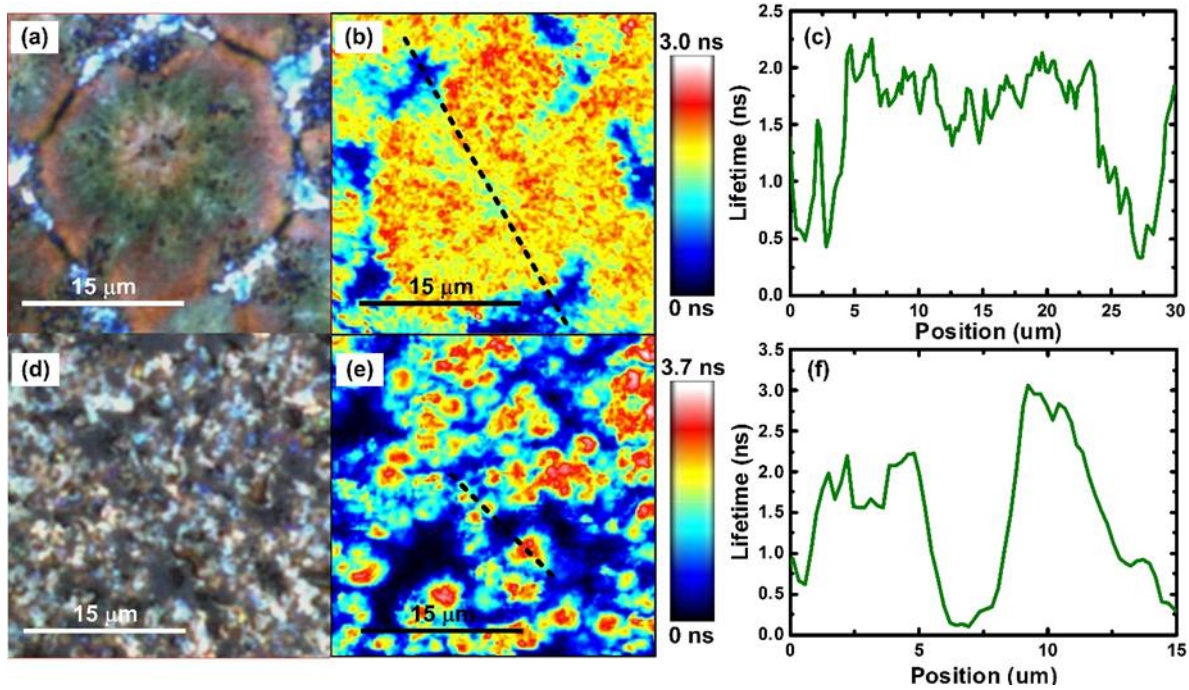 (a)
15 μm
(b)
15 μm
3.0 ns
0 ns
(c)
Lifetime (ns)
2.5
2.0
1.5
1.0
0.5
0.0
0 5 10 15 20 25 30
Position (um)
(d)
15 μm
(e)
15 μm
3.7 ns
0 ns
(f)
Lifetime (ns)
3.5
3.0
2.5
2.0
1.5
1.0
0.5
0.0
0 5 10 15
Position (um)